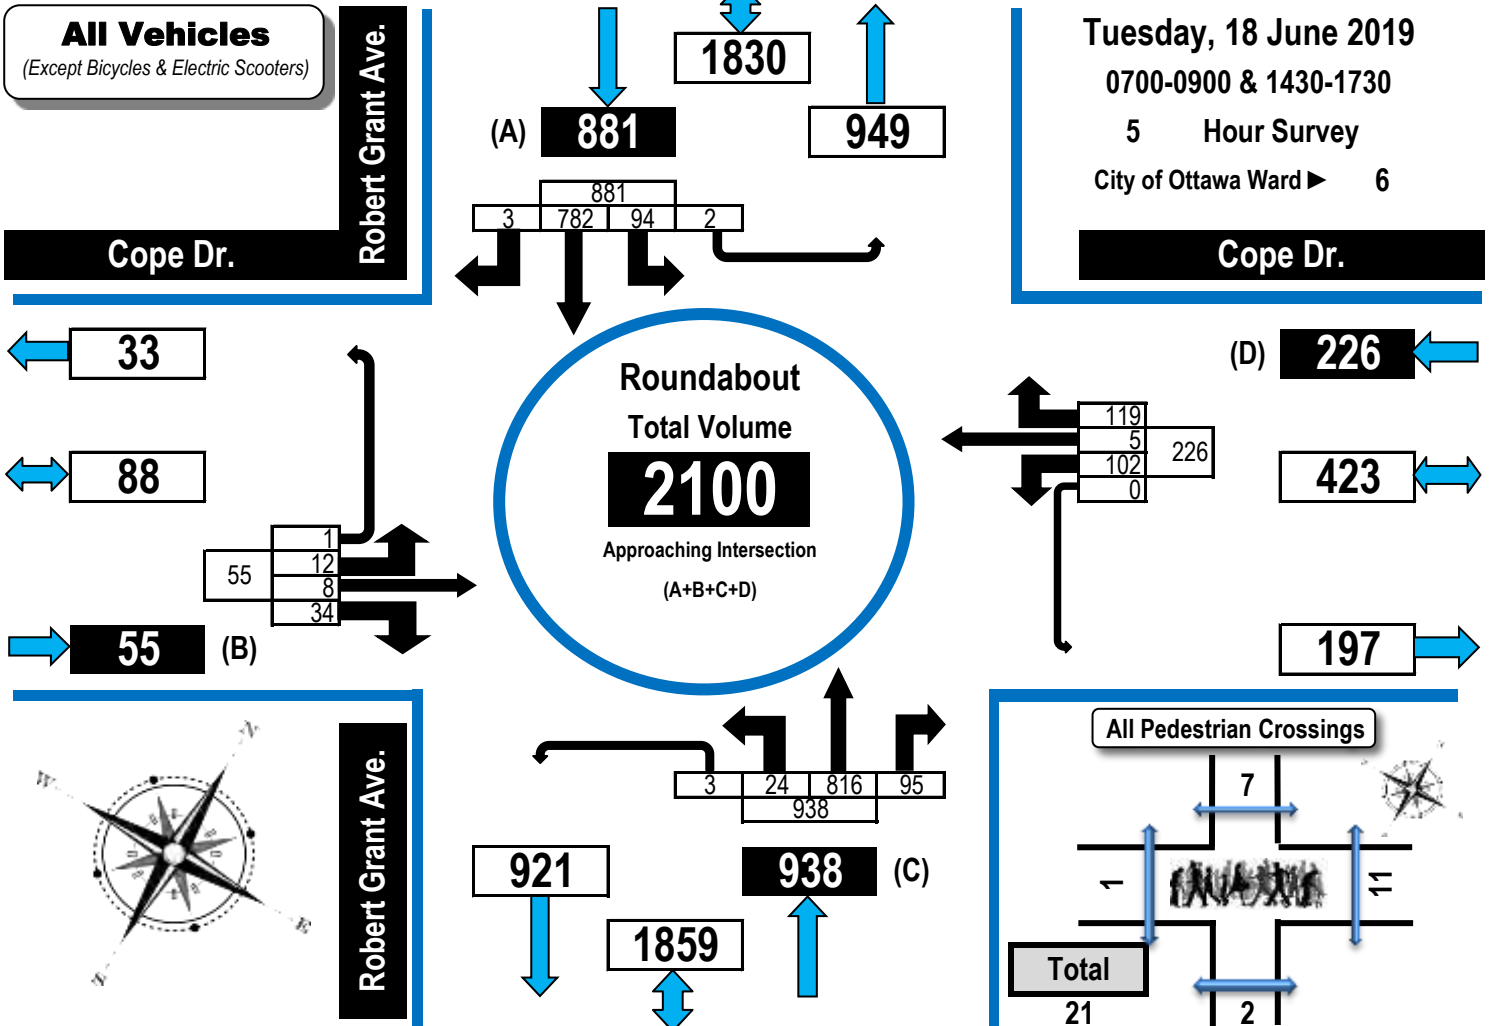 All Vehicles
(Except Bicycles & Electric Scooters)
Robert Grant Ave.
Cope Dr.
1830
(A)
881
949
881
3
782
94
2
Tuesday, 18 June 2019
0700-0900 & 1430-1730
5 Hour Survey
City of Ottawa Ward ► 6
Cope Dr.
33
88
1
12
8
34
55
55
(B)
Roundabout
Total Volume
2100
Approaching Intersection
(A+B+C+D)
(D)
226
119
5
102
0
226
423
197
N
W
E
S
Robert Grant Ave.
3
24
816
95
938
921
938
(C)
1859
All Pedestrian Crossings
7
1
11
2
Total
21